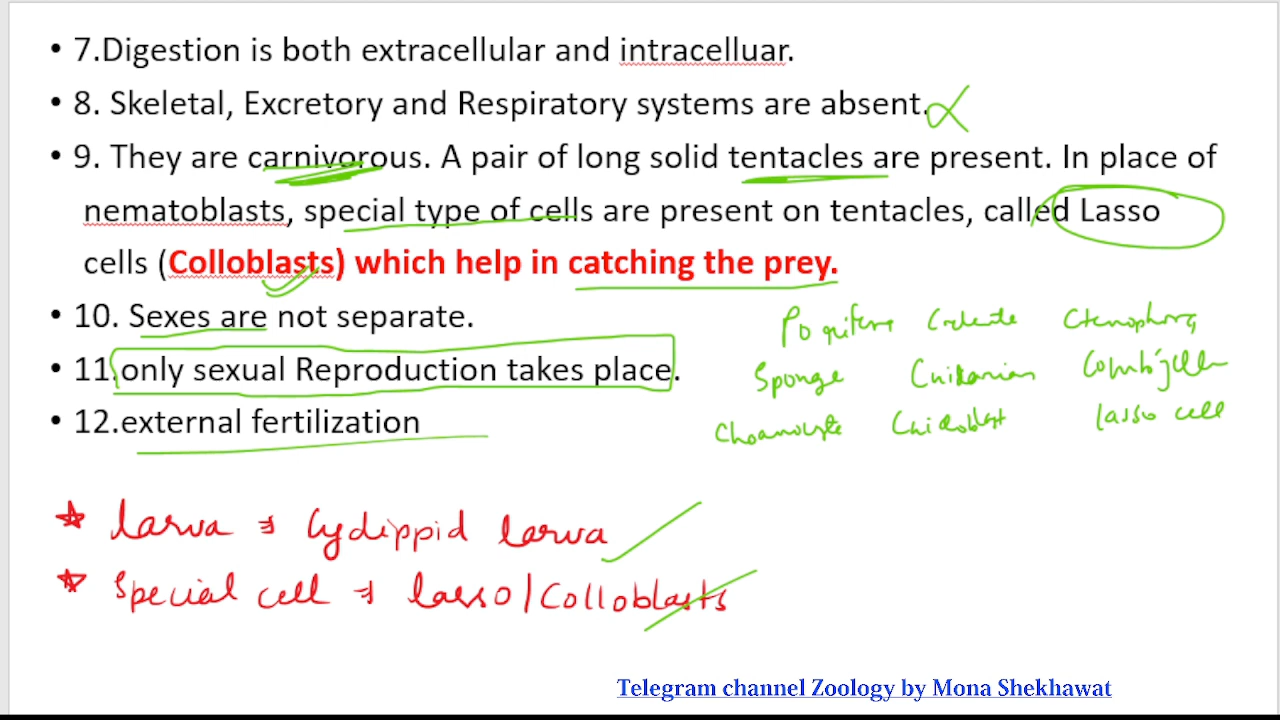 • 7.Digestion is both extracellular and intracelluar.
• 8. Skeletal, Excretory and Respiratory systems are absent.
• 9. They are carnivorous. A pair of long solid tentacles are present. In place of
nematoblasts, special type of cells are present on tentacles, called Lasso
cells (Colloblasts) which help in catching the prey.
• 10. Sexes are not separate.
• 11.only sexual Reproduction takes place.
• 12.external fertilization
Ctenophora
Sponge Cnidarian
Choanocyte Cnidoblast lasso cell
larva Cydippid larva
Special cell lasso/Colloblasts
Telegram channel Zoology by Mona Shekhawat